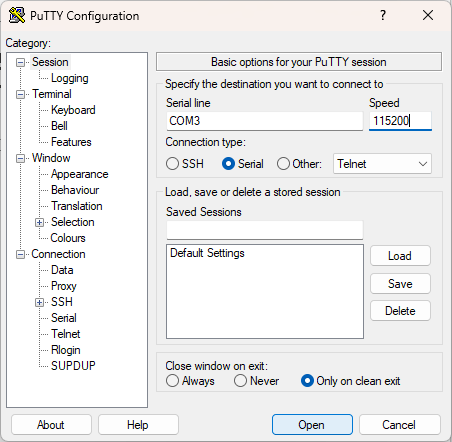 PuTTY Configuration
?
Category:
Session
Logging
Terminal
Keyboard
Bell
Features
Window
Appearance
Behaviour
Translation
Selection
Colours
Connection
Data
Proxy
SSH
Serial
Telnet
Rlogin
SUPDUP
Basic options for your PuTTY session
Specify the destination you want to connect to
Serial line Speed
COM3 115200
Connection type:
SSH Serial Other: Telnet
Load, save or delete a stored session
Saved Sessions
Default Settings
Load
Save
Delete
Close window on exit:
Always Never Only on clean exit
About Help Open Cancel